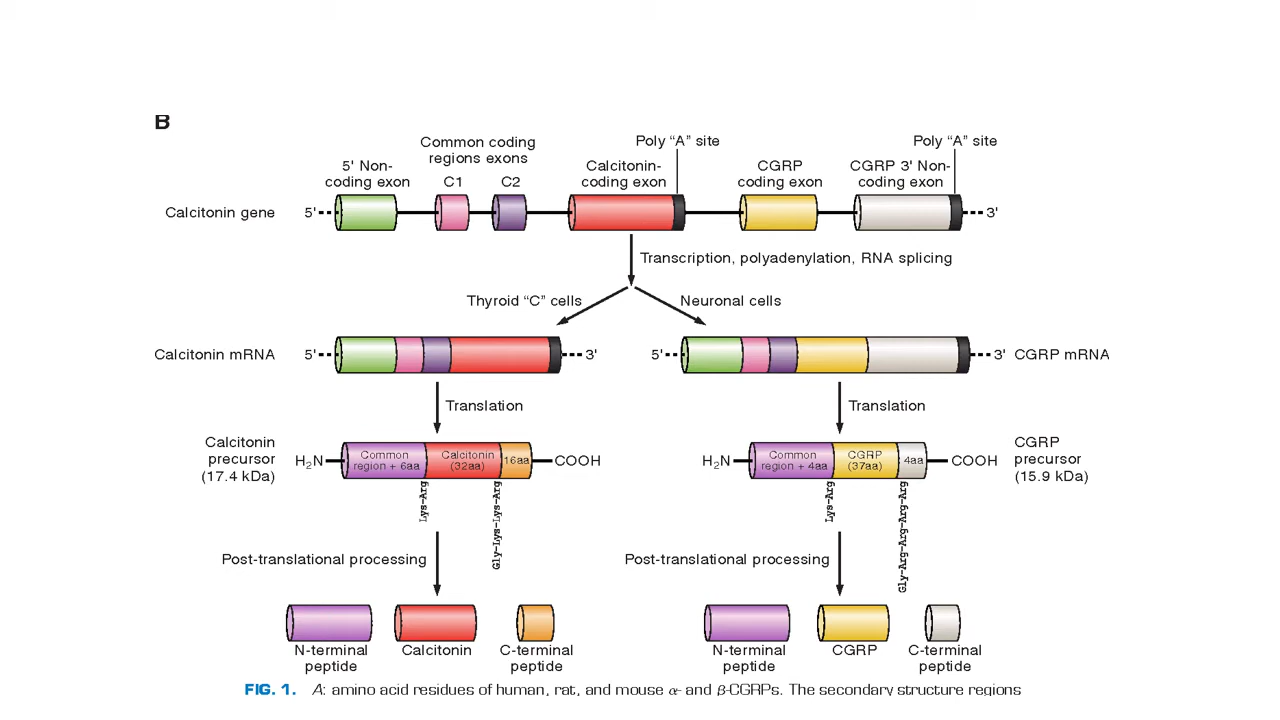 B
Poly “A” site
Poly “A” site
Common coding
regions exons
5' Non-
coding exon
C1
C2
Calcitonin-
coding exon
CGRP
coding exon
CGRP 3' Non-
coding exon
Calcitonin gene
5'
3'
Transcription, polyadenylation, RNA splicing
Thyroid “C” cells
Neuronal cells
Calcitonin mRNA
5'
3'
5'
3'
CGRP mRNA
Translation
Translation
Calcitonin
precursor
(17.4 kDa)
H2N
Common
region + 6aa
Calcitonin
(32aa)
16aa
COOH
H2N
Common
region + 4aa
CGRP
(37aa)
4aa
COOH
CGRP
precursor
(15.9 kDa)
Lys-Arg
Gly-Lys-Lys-Arg
Lys-Arg
Gly-Arg-Arg-Arg-Arg
Post-translational processing
Post-translational processing
N-terminal
peptide
Calcitonin
C-terminal
peptide
N-terminal
peptide
CGRP
C-terminal
peptide
FIG. 1. A: amino acid residues of human, rat, and mouse α- and β-CGRPs. The secondary structure regions